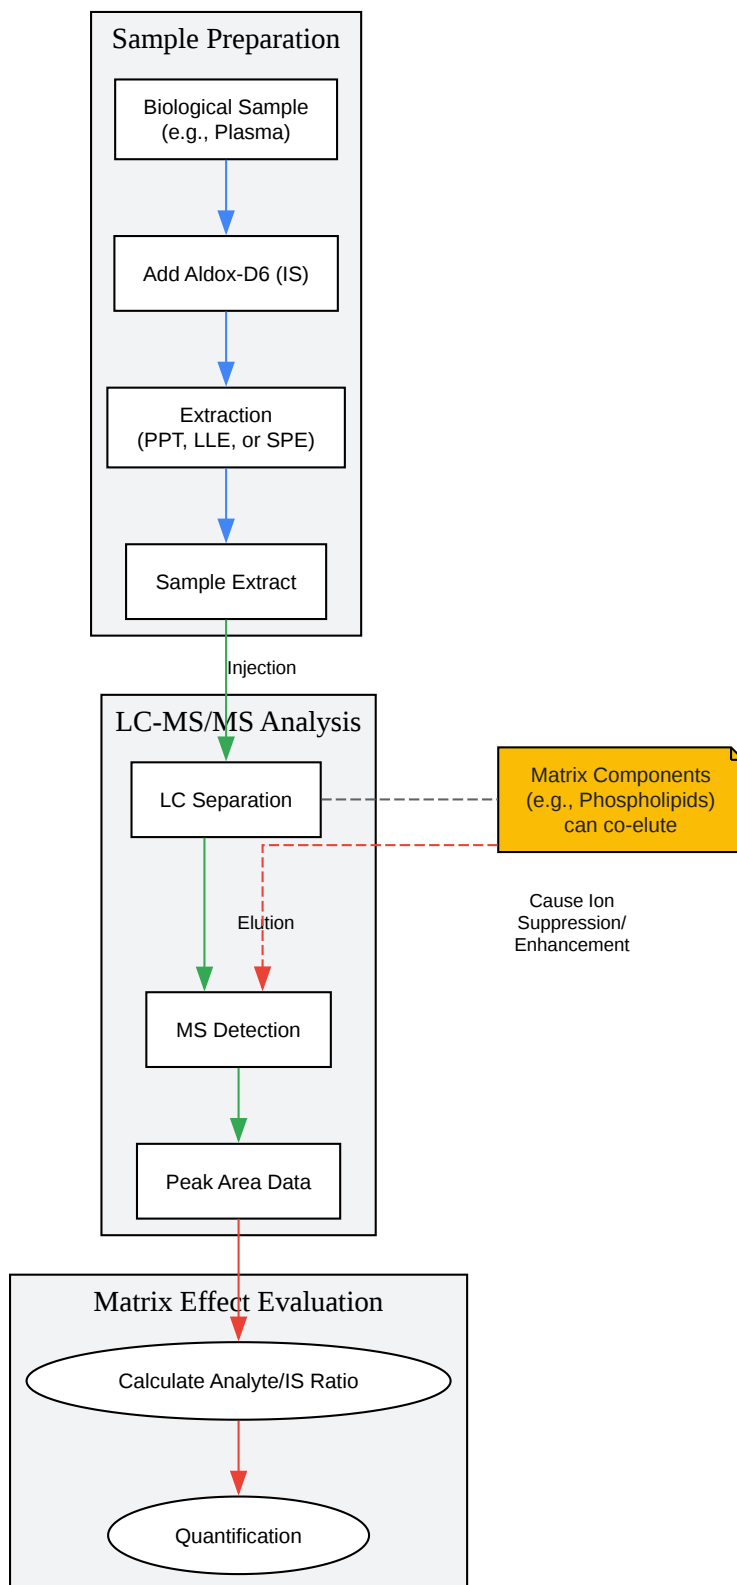 Sample Preparation
Biological Sample
(e.g., Plasma)
Add Aldox-D6 (IS)
Extraction
(PPT, LLE, or SPE)
Sample Extract
Injection
LC-MS/MS Analysis
LC Separation
Matrix Components
(e.g., Phospholipids)
can co-elute
Elution
Cause Ion
Suppression/
Enhancement
MS Detection
Peak Area Data
Matrix Effect Evaluation
Calculate Analyte/IS Ratio
Quantification